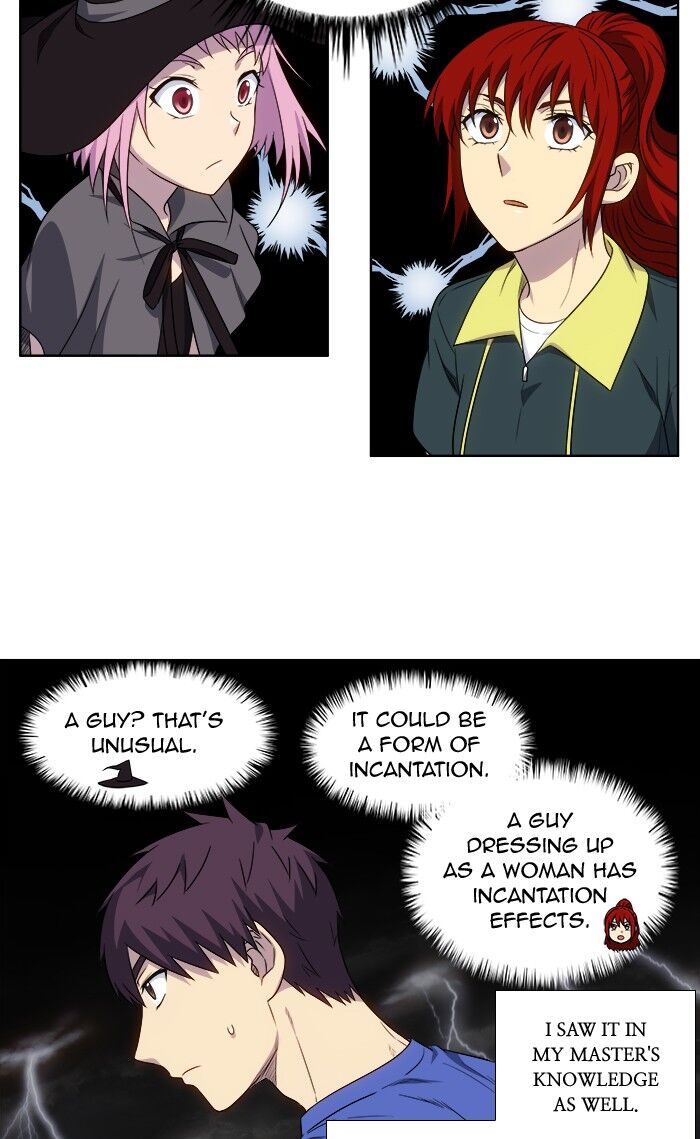 A GUY? THAT'S
UNUSUAL.
IT COULD BE
A FORM OF
INCANTATION.
A GUY
DRESSING UP
AS A WOMAN HAS
INCANTATION
EFFECTS.
I SAW IT IN
MY MASTER'S
KNOWLEDGE
AS WELL.